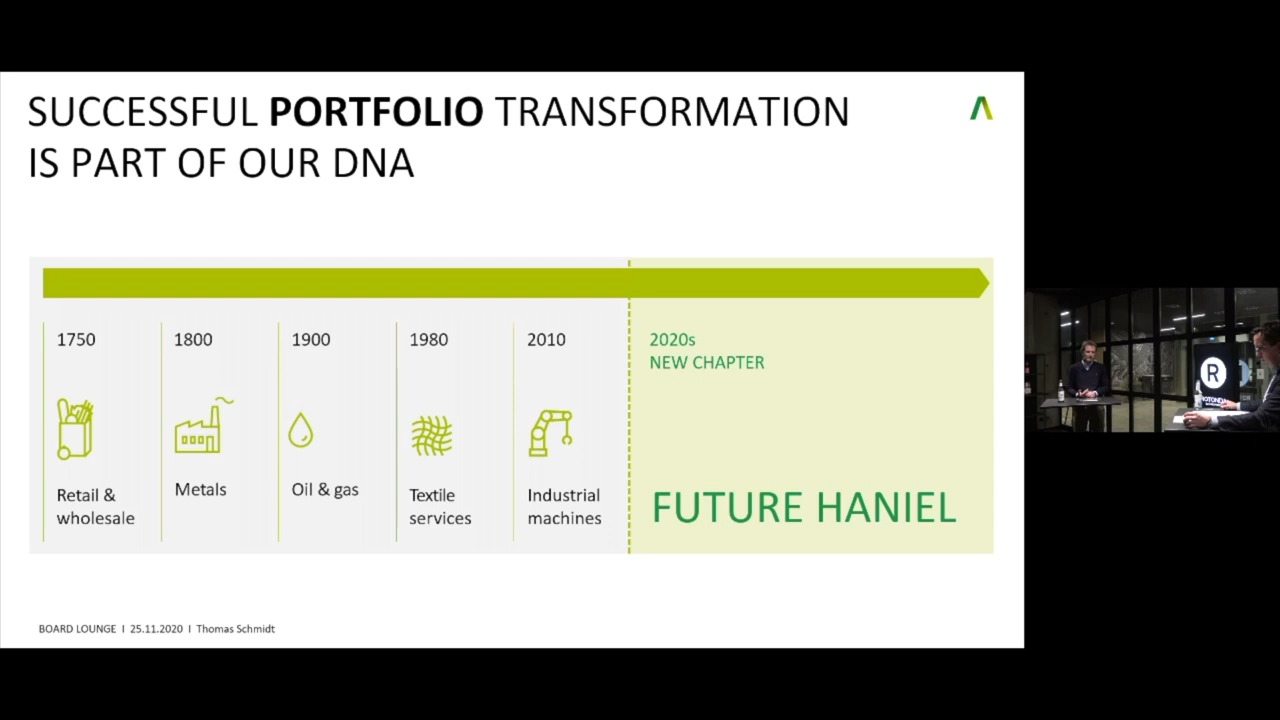 SUCCESSFUL PORTFOLIO TRANSFORMATION
IS PART OF OUR DNA
1750
1800
1900
1980
2010
2020s
NEW CHAPTER
Retail &
wholesale
Metals
Oil & gas
Textile
services
Industrial
machines
FUTURE HANIEL
BOARD LOUNGE I 25.11.2020 I Thomas Schmidt
R